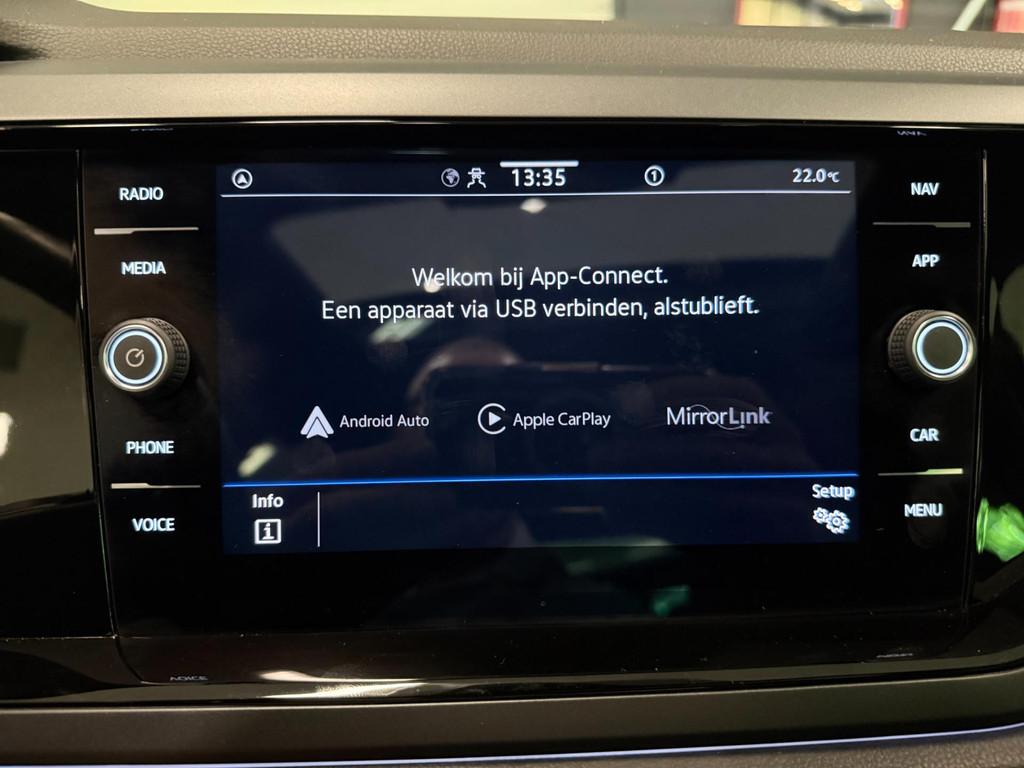 RADIO
MEDIA
PHONE
VOICE
13:35
1
22.0°C
Welkom bij App-Connect.
Een apparaat via USB verbinden, alstublieft.
Android Auto
Apple CarPlay
MirrorLink
Info
i
Setup
NAV
APP
CAR
MENU